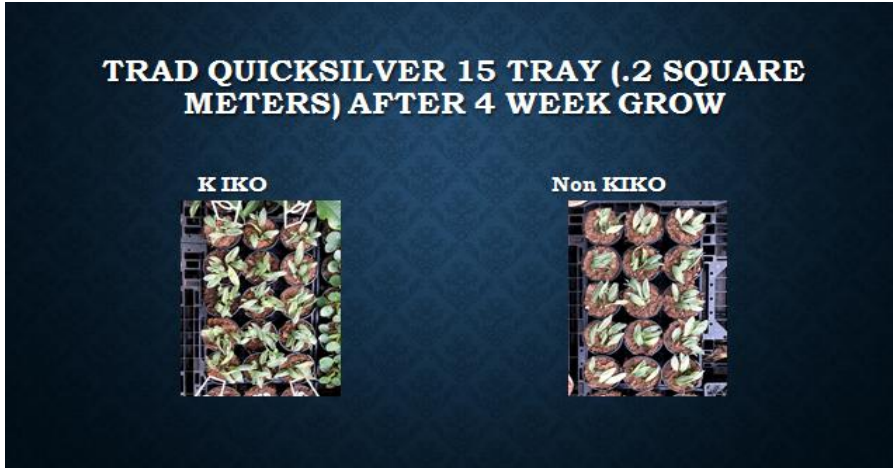 TRAD QUICKSILVER 15 TRAY (.2 SQUARE
METERS) AFTER 4 WEEK GROW
K IKO
Non KIKO